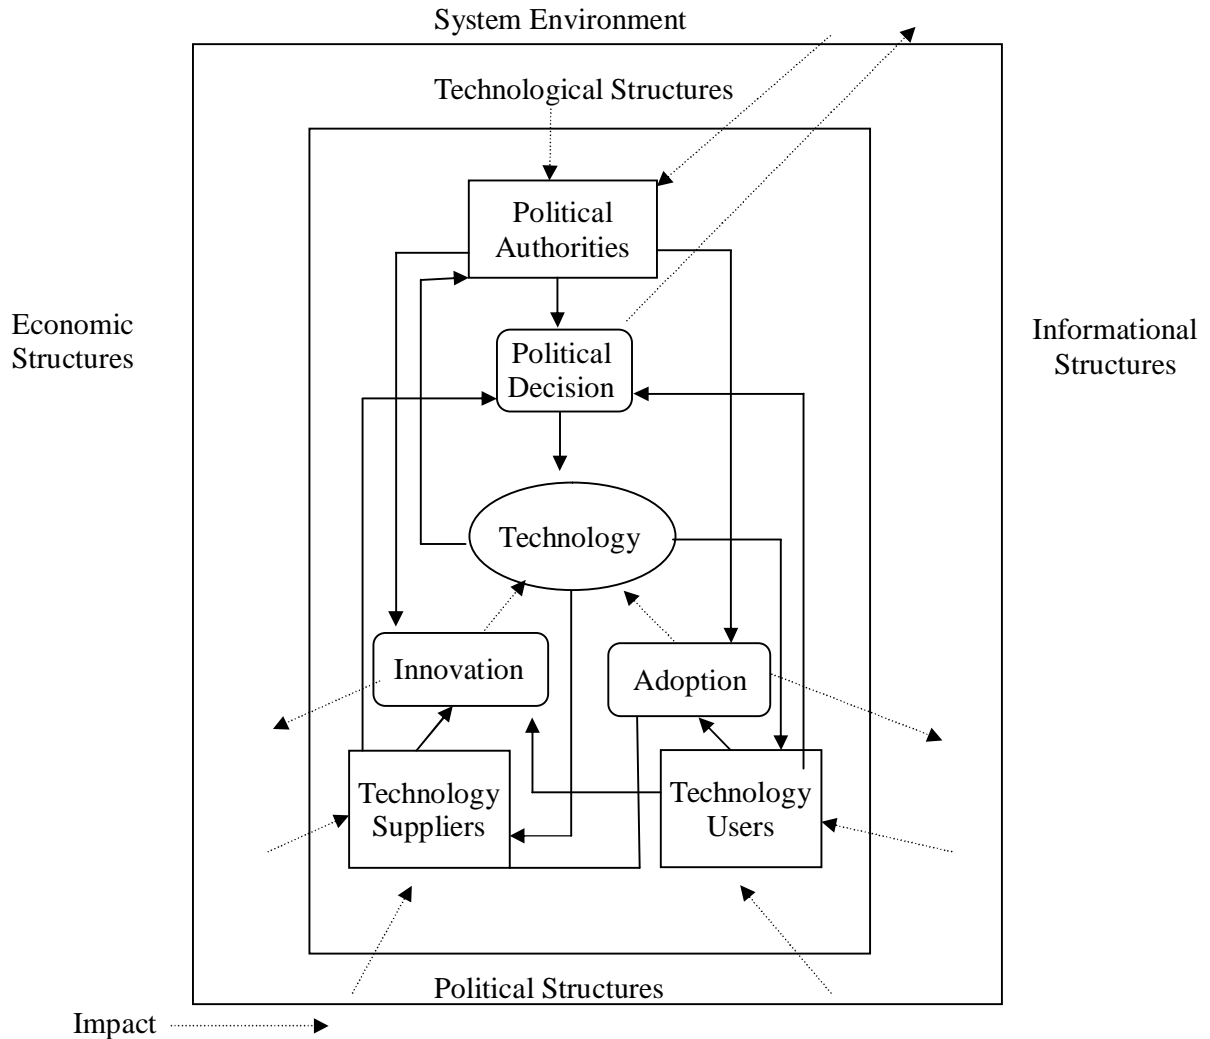 System Environment
Technological Structures
Political
Authorities
Economic
Structures
Informational
Structures
Political
Decision
Technology
Innovation
Adoption
Technology
Suppliers
Technology
Users
Political Structures
Impact